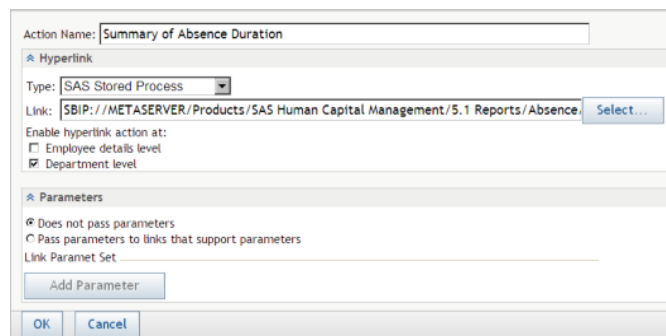 Action Name: Summary of Absence Duration
Hyperlink
Type: SAS Stored Process
Link: SBIP://METASERVER/Products/SAS Human Capital Management/5.1 Reports/Absence Select...
Enable hyperlink action at:
Employee details level
Department level
Parameters
Does not pass parameters
Pass parameters to links that support parameters
Link Paramet Set
Add Parameter
OK Cancel